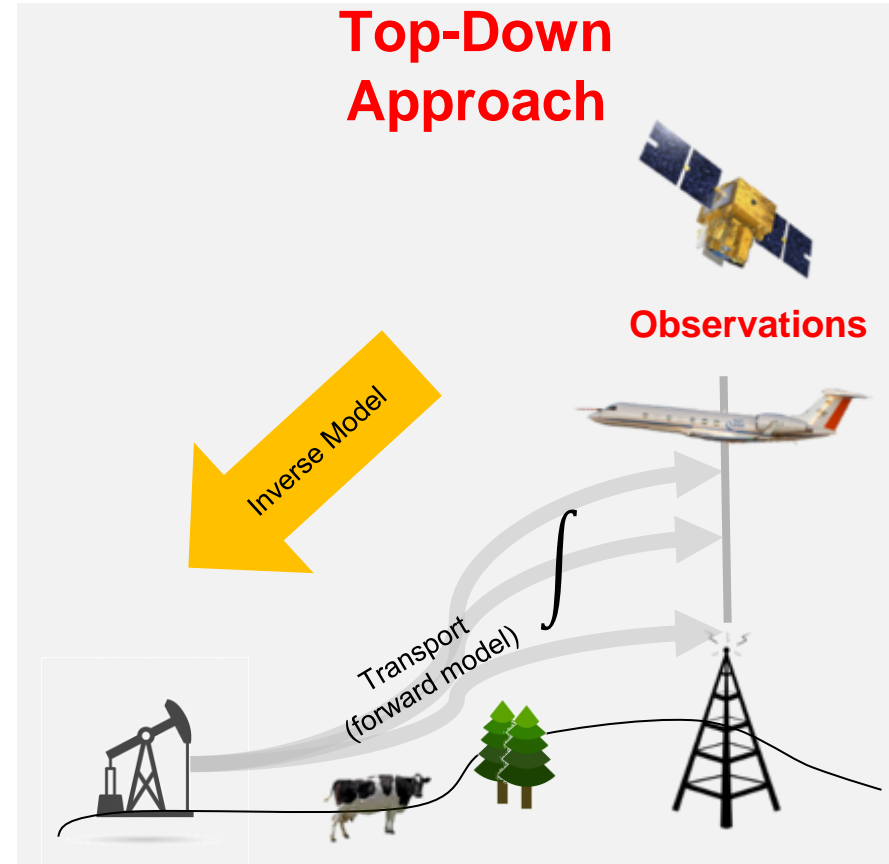 Top-Down
Approach
Observations
Inverse Model
∫
Transport
(forward model)